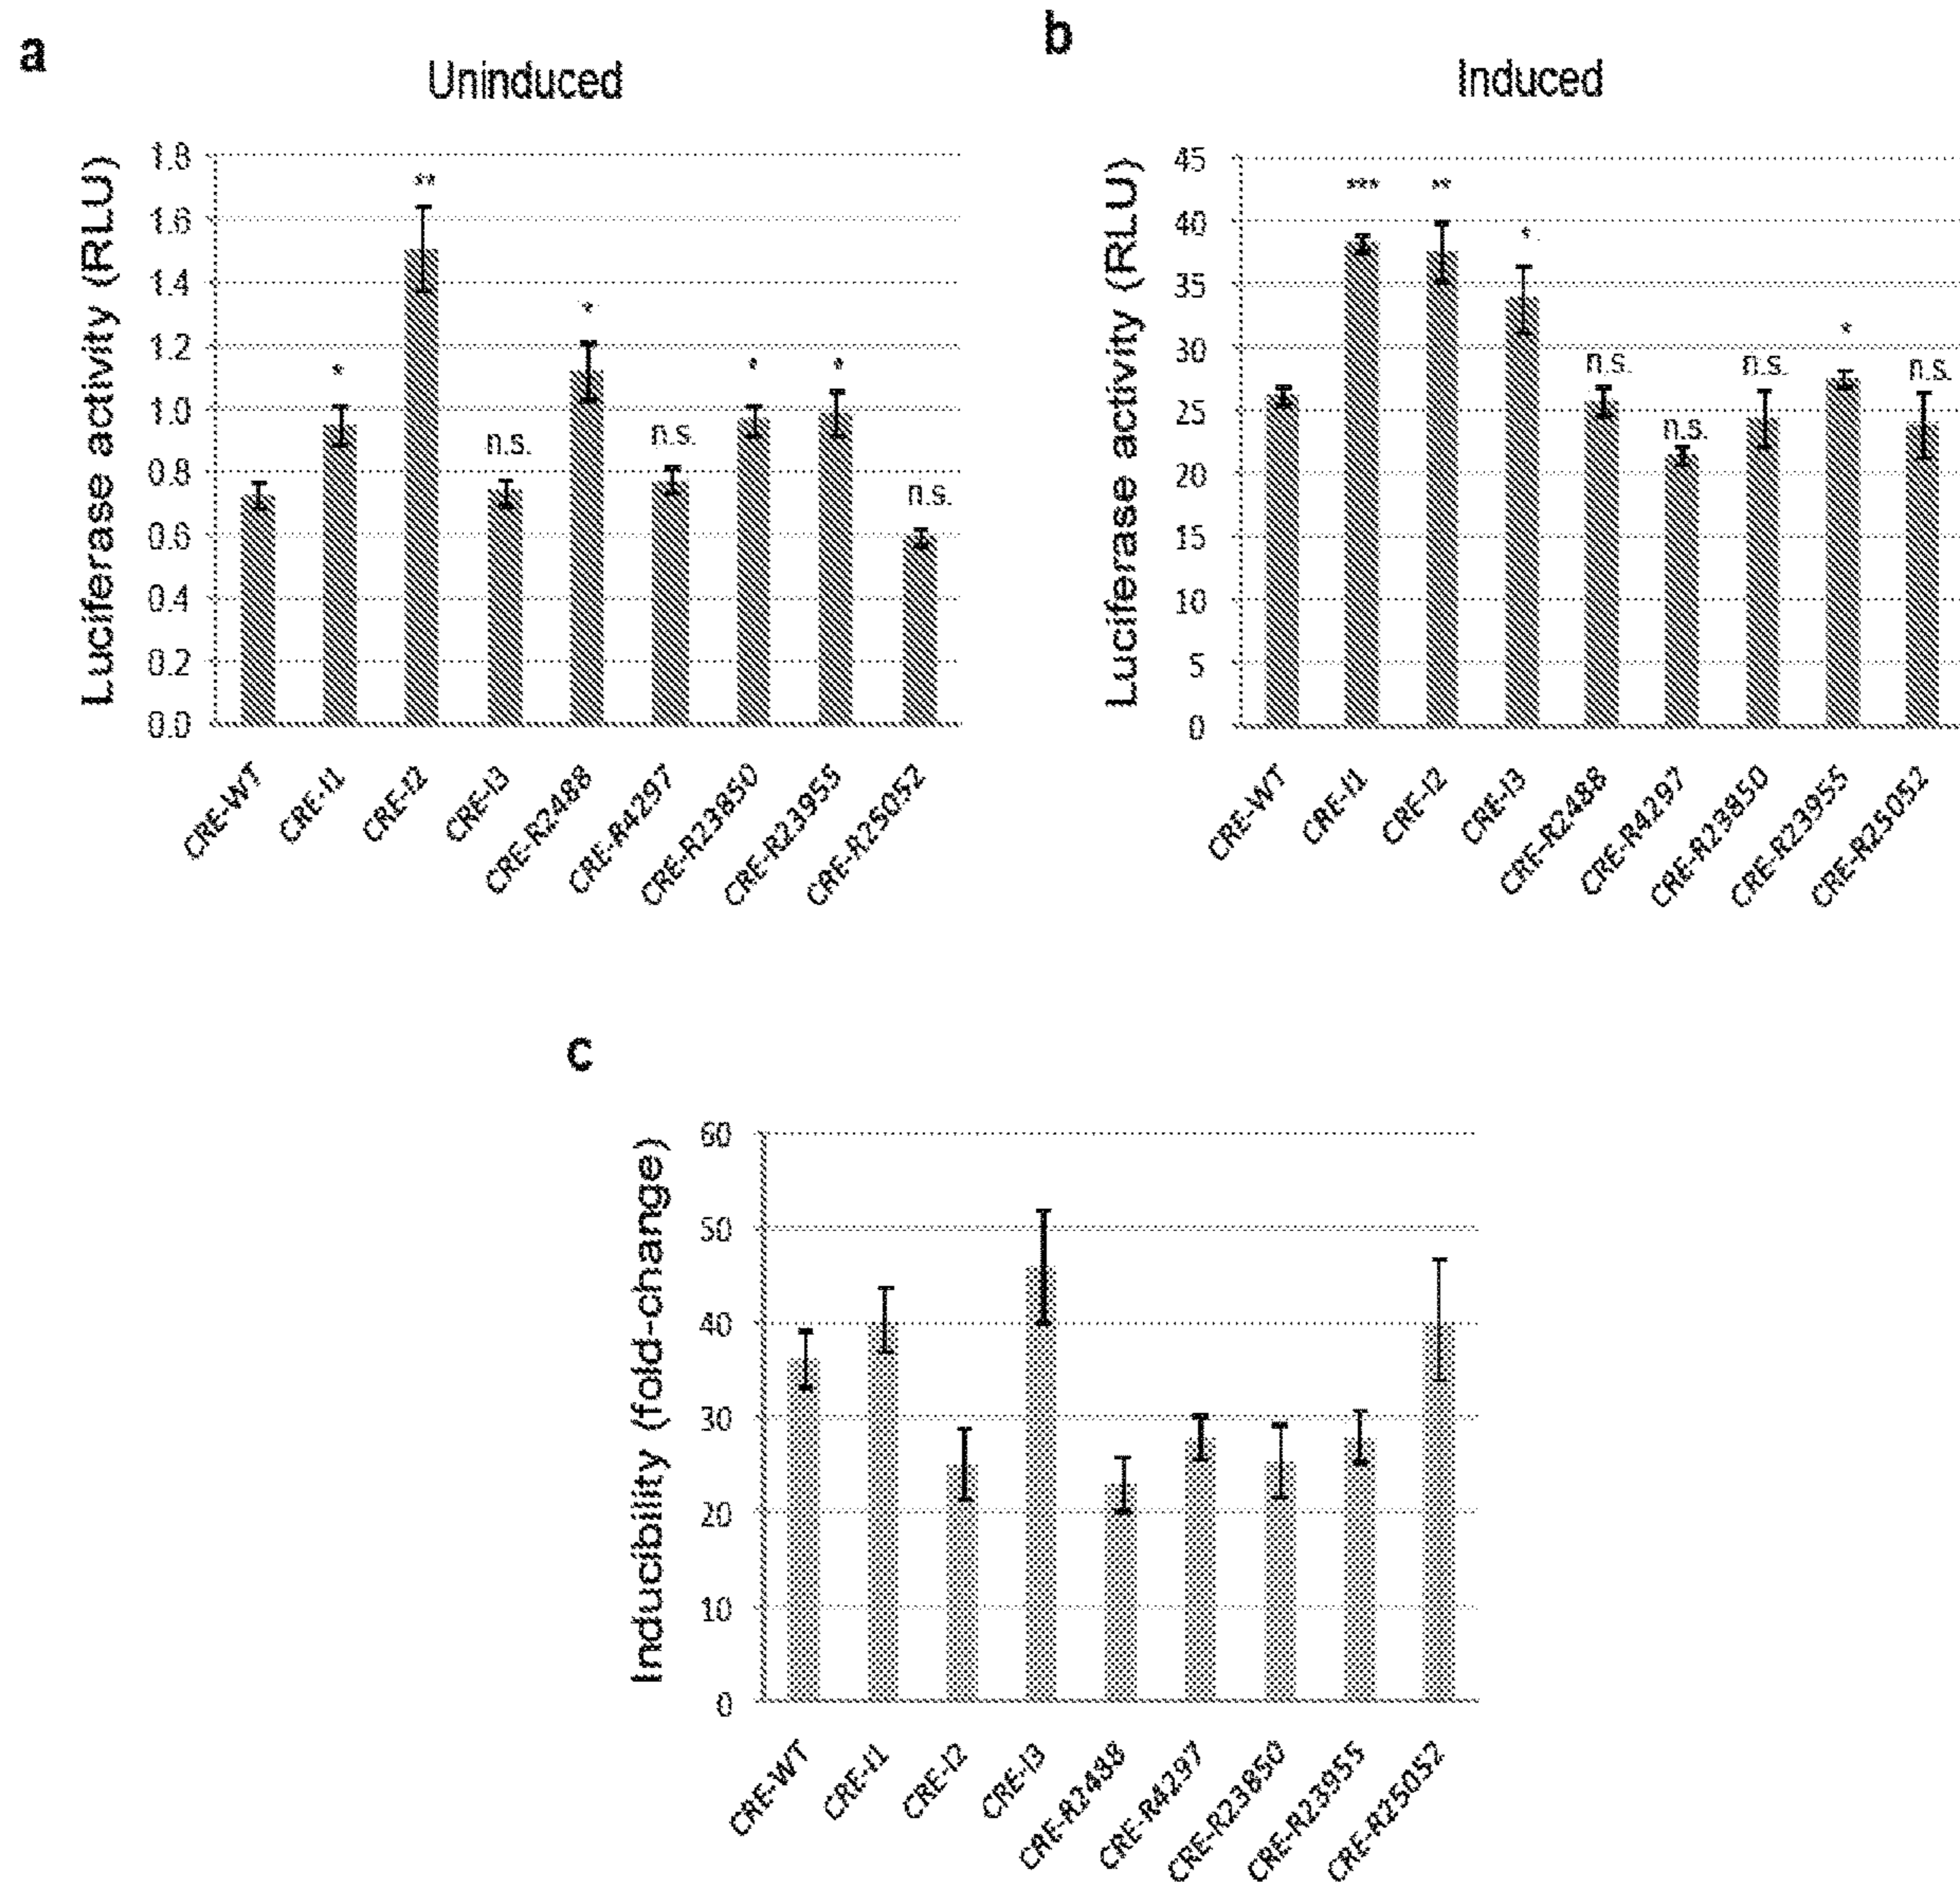 a
Uninduced
Luciferase activity (RLU)
1.8
1.6
1.4
1.2
1.0
0.8
0.6
0.4
0.2
0.0
*
**
n.s.
*
n.s.
*
*
n.s.
CRE-WT
CRE-I1
CRE-I2
CRE-I3
CRE-R2488
CRE-R4297
CRE-R23850
CRE-R23955
CRE-R25052
b
Induced
Luciferase activity (RLU)
45
40
35
30
25
20
15
10
5
0
***
**
*
n.s.
n.s.
n.s.
*
n.s.
CRE-WT
CRE-I1
CRE-I2
CRE-I3
CRE-R2488
CRE-R4297
CRE-R23850
CRE-R23955
CRE-R25052
c
Inducibility (fold-change)
60
50
40
30
20
10
0
CRE-WT
CRE-I1
CRE-I2
CRE-I3
CRE-R2488
CRE-R4297
CRE-R23850
CRE-R23955
CRE-R25052